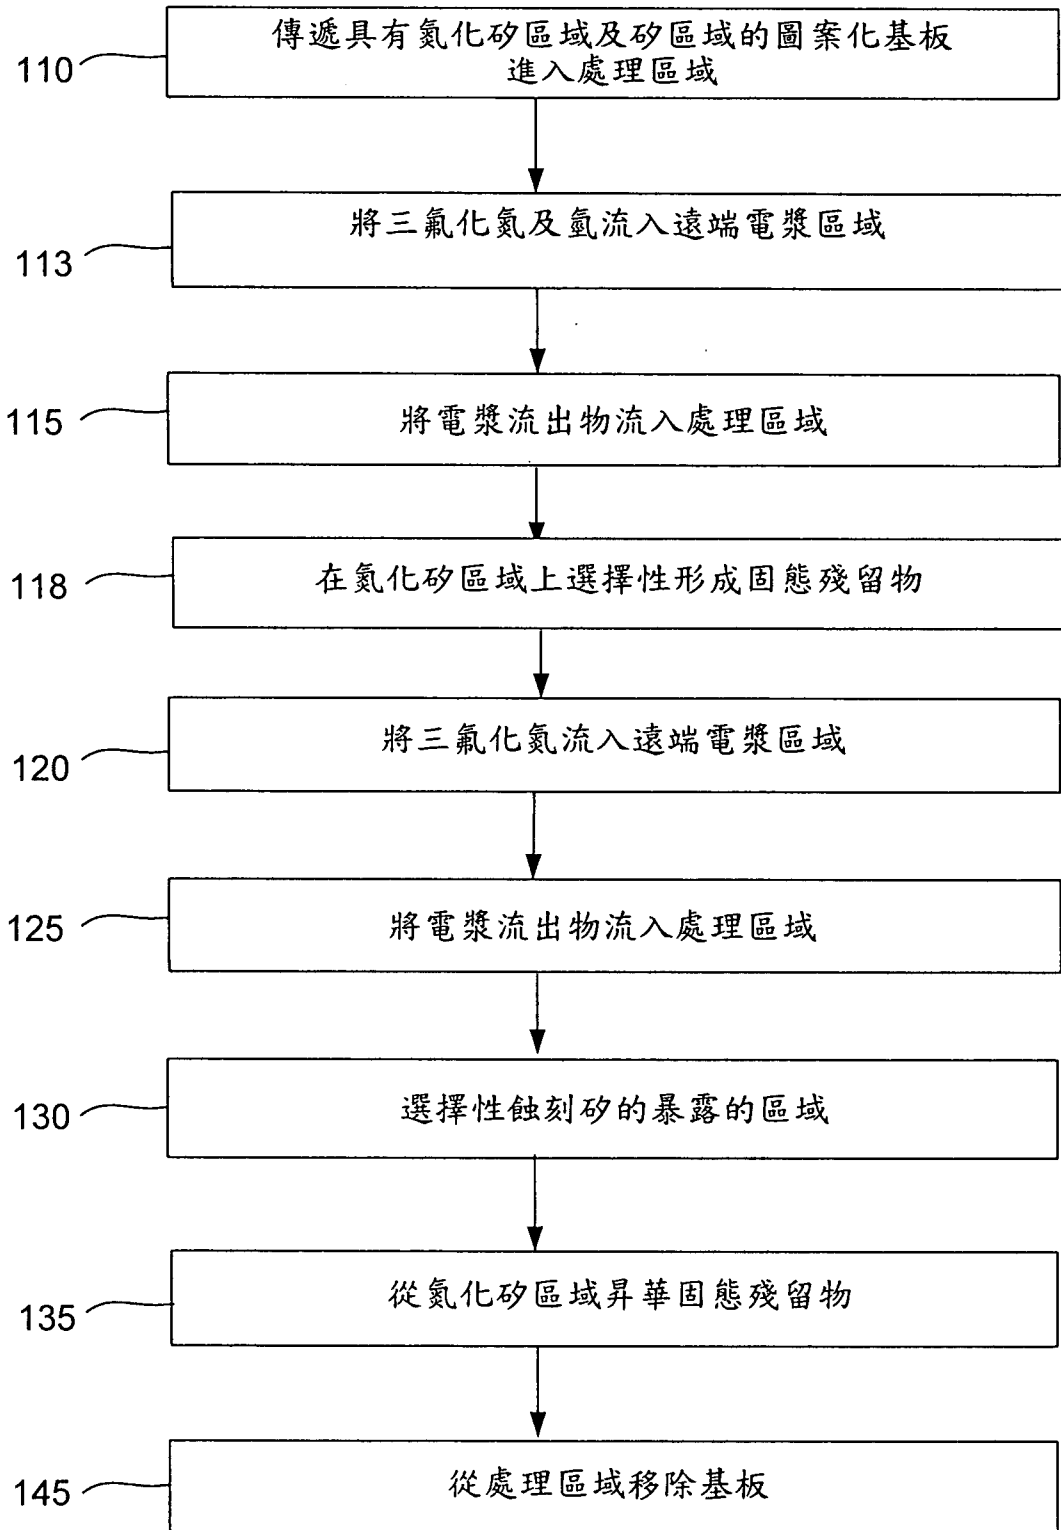 110
傳遞具有氮化矽區域及矽區域的圖案化基板
進入處理區域
113
將三氟化氮及氫流入遠端電漿區域
115
將電漿流出物流入處理區域
118
在氮化矽區域上選擇性形成固態殘留物
120
將三氟化氮流入遠端電漿區域
125
將電漿流出物流入處理區域
130
選擇性蝕刻矽的暴露的區域
135
從氮化矽區域昇華固態殘留物
145
從處理區域移除基板